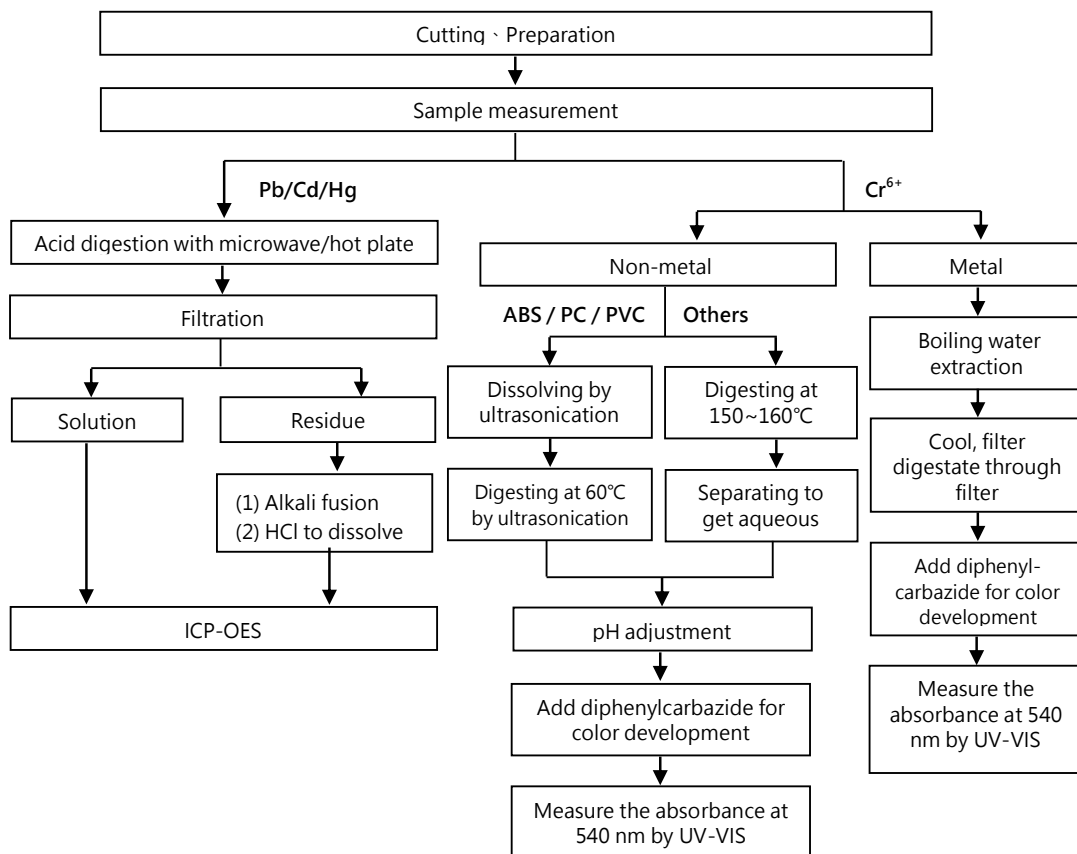 Cutting、Preparation
Sample measurement
Pb/Cd/Hg
Cr6+
Acid digestion with microwave/hot plate
Filtration
Solution
Residue
(1) Alkali fusion
(2) HCl to dissolve
ICP-OES
Non-metal
ABS / PC / PVC
Others
Dissolving by
ultrasonication
Digesting at 60℃
by ultrasonication
Digesting at
150~160℃
Separating to
get aqueous
pH adjustment
Add diphenylcarbazide for
color development
Measure the absorbance at
540 nm by UV-VIS
Metal
Boiling water
extraction
Cool, filter
digestate through
filter
Add diphenyl-
carbazide for color
development
Measure the
absorbance at 540
nm by UV-VIS